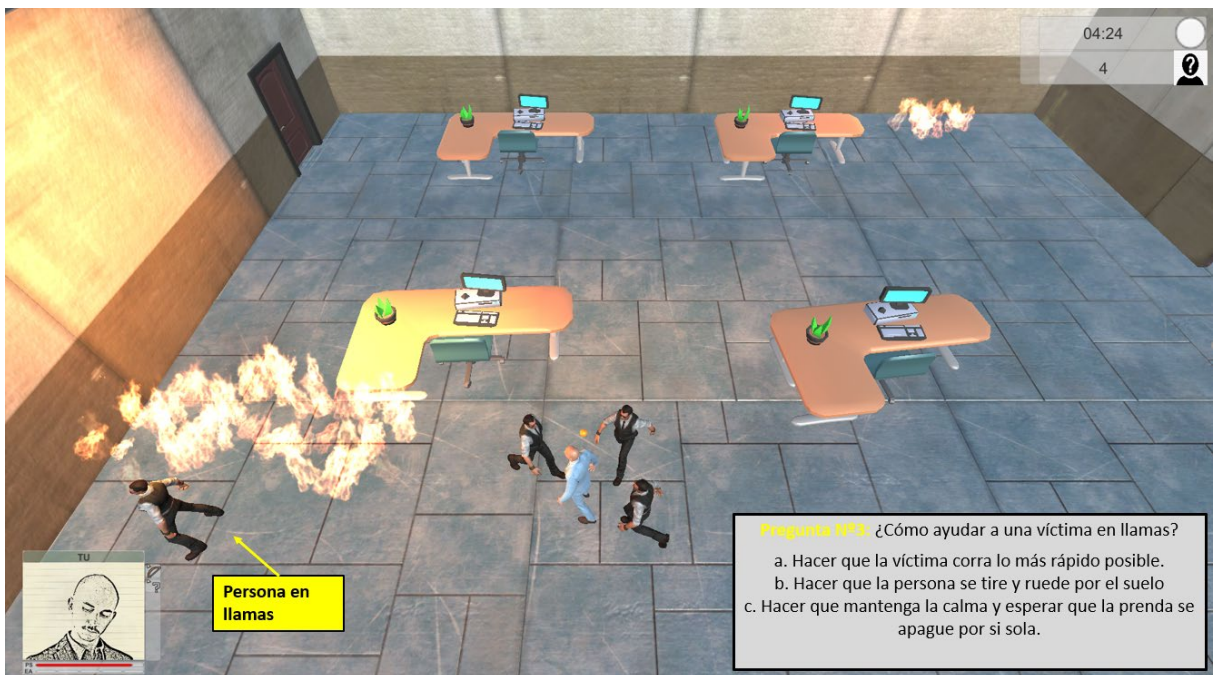 04:24
4
TU
Persona en
llamas
PS
EA
Pregunta Nº3: ¿Cómo ayudar a una víctima en llamas?
a. Hacer que la víctima corra lo más rápido posible.
b. Hacer que la persona se tire y ruede por el suelo
c. Hacer que mantenga la calma y esperar que la prenda se
apague por si sola.